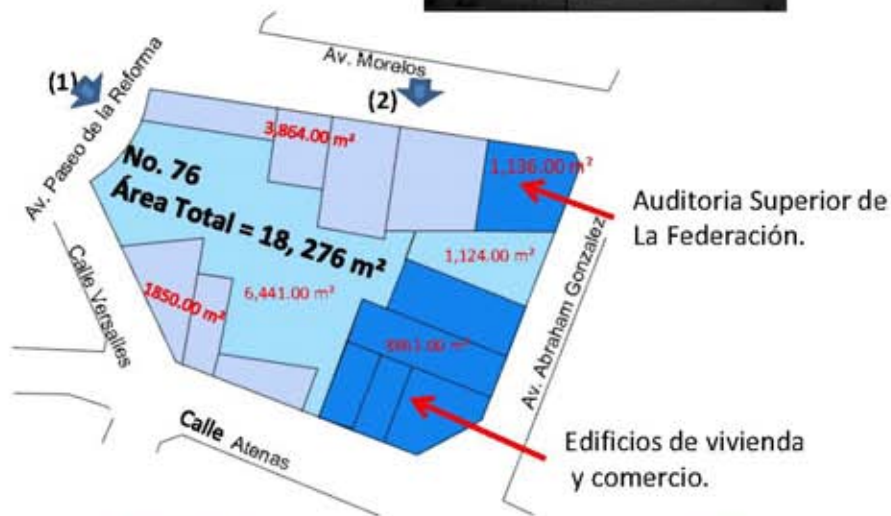 Av. Morelos
(1)
(2)
Av. Paseo de la Reforma
3,864.00 m²
1,136.00 m²
No. 76
Área Total = 18, 276 m²
Auditoria Superior de
La Federación.
1,124.00 m²
Calle Versalles
1850.00 m²
6,441.00 m²
Av. Abraham Gonzalez
Calle Atenas
Edificios de vivienda
y comercio.